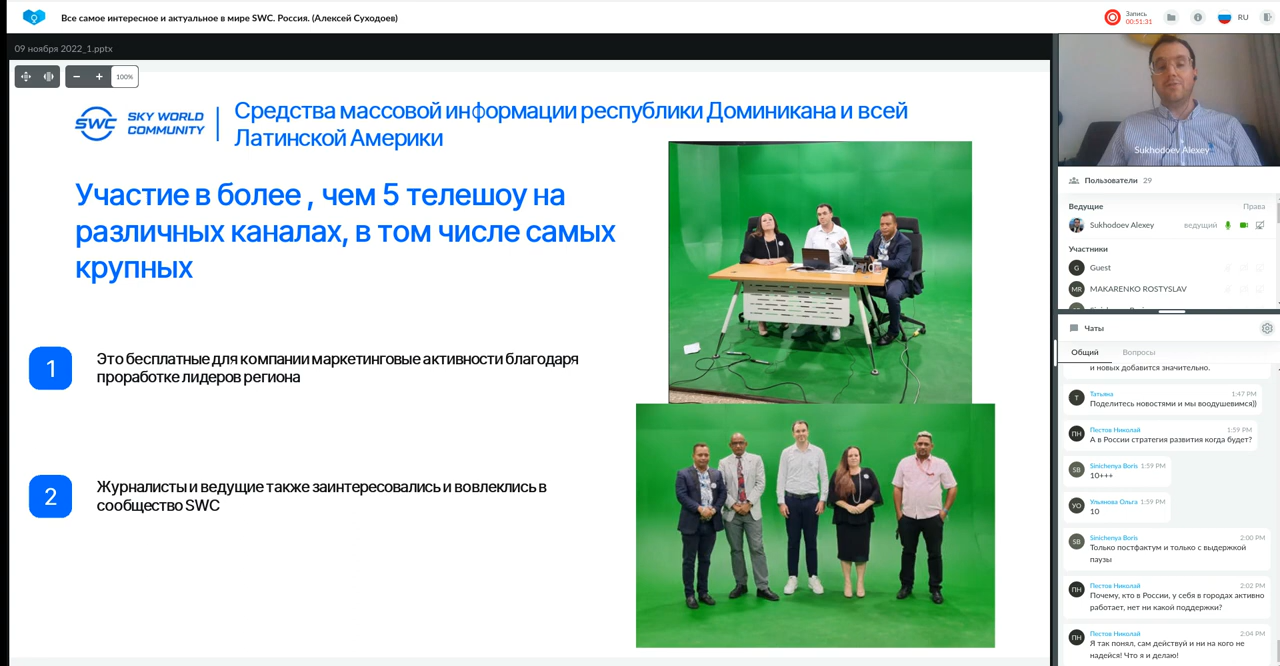 Все самое интересное и актуальное в мире SWC. Россия. (Алексей Суходоев)
Запись
00:51:31
RU
09 ноября 2022_1.pptx
100%
SWC
SKY WORLD
COMMUNITY
Средства массовой информации республики Доминикана и всей
Латинской Америки
Участие в более , чем 5 телешоу на
различных каналах, в том числе самых
крупных
1
Это бесплатные для компании маркетинговые активности благодаря
проработке лидеров региона
2
Журналисты и ведущие также заинтересовались и вовлеклись в
сообщество SWC
Sukhodoev Alexey
Пользователи 29
Ведущие Права
Sukhodoev Alexey ведущий
Участники
G Guest
MR MAKARENKO ROSTYSLAV
Чаты
Общий Вопросы
и новых добавится значительно.
Т Татьяна 1:47 PM
Поделитесь новостями и мы воодушевимся))
ПН Пестов Николай 1:59 PM
А в России стратегия развития когда будет?
SB Sinichenya Boris 1:59 PM
10+++
УО Ульянова Ольга 1:59 PM
10
SB Sinichenya Boris 2:00 PM
Только постфактум и только с выдержкой
паузы
ПН Пестов Николай 2:02 PM
Почему, кто в России, у себя в городах активно
работает, нет ни какой поддержки?
ПН Пестов Николай 2:04 PM
Я так понял, сам действуй и ни на кого не
надейся! Что я и делаю!